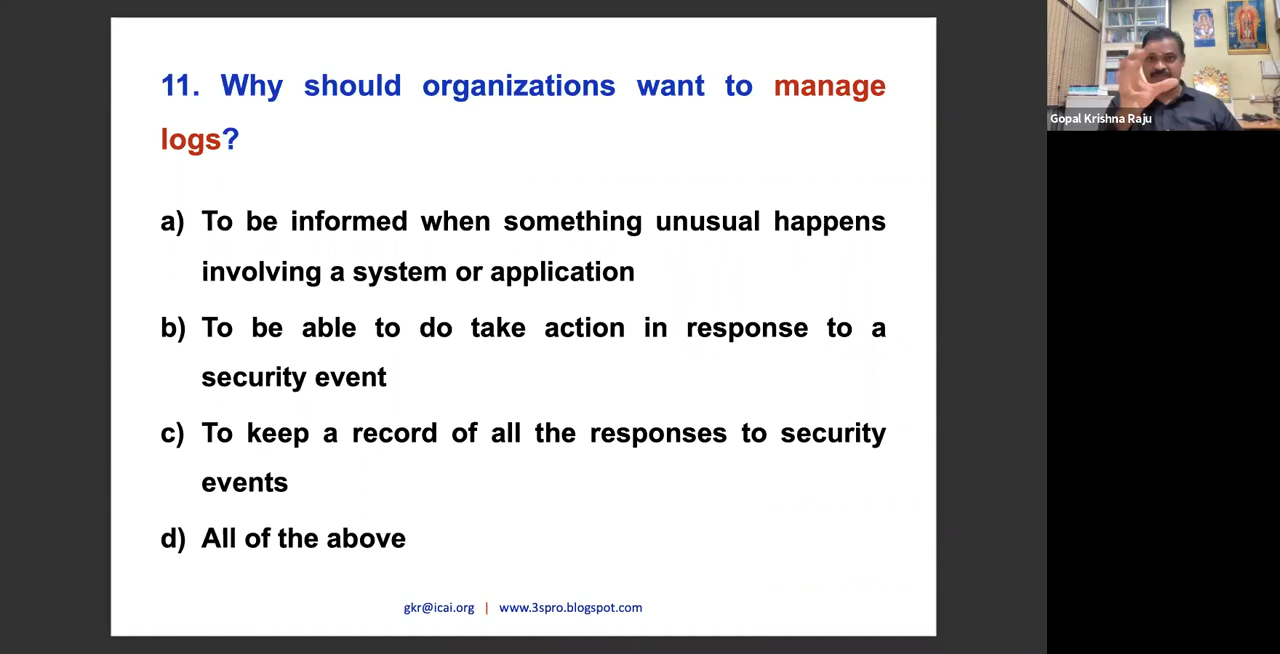 11. Why should organizations want to manage
logs?
a) To be informed when something unusual happens
involving a system or application
b) To be able to do take action in response to a
security event
c) To keep a record of all the responses to security
events
d) All of the above
gkr@icai.org | www.3spro.blogspot.com
Gopal Krishna Raju